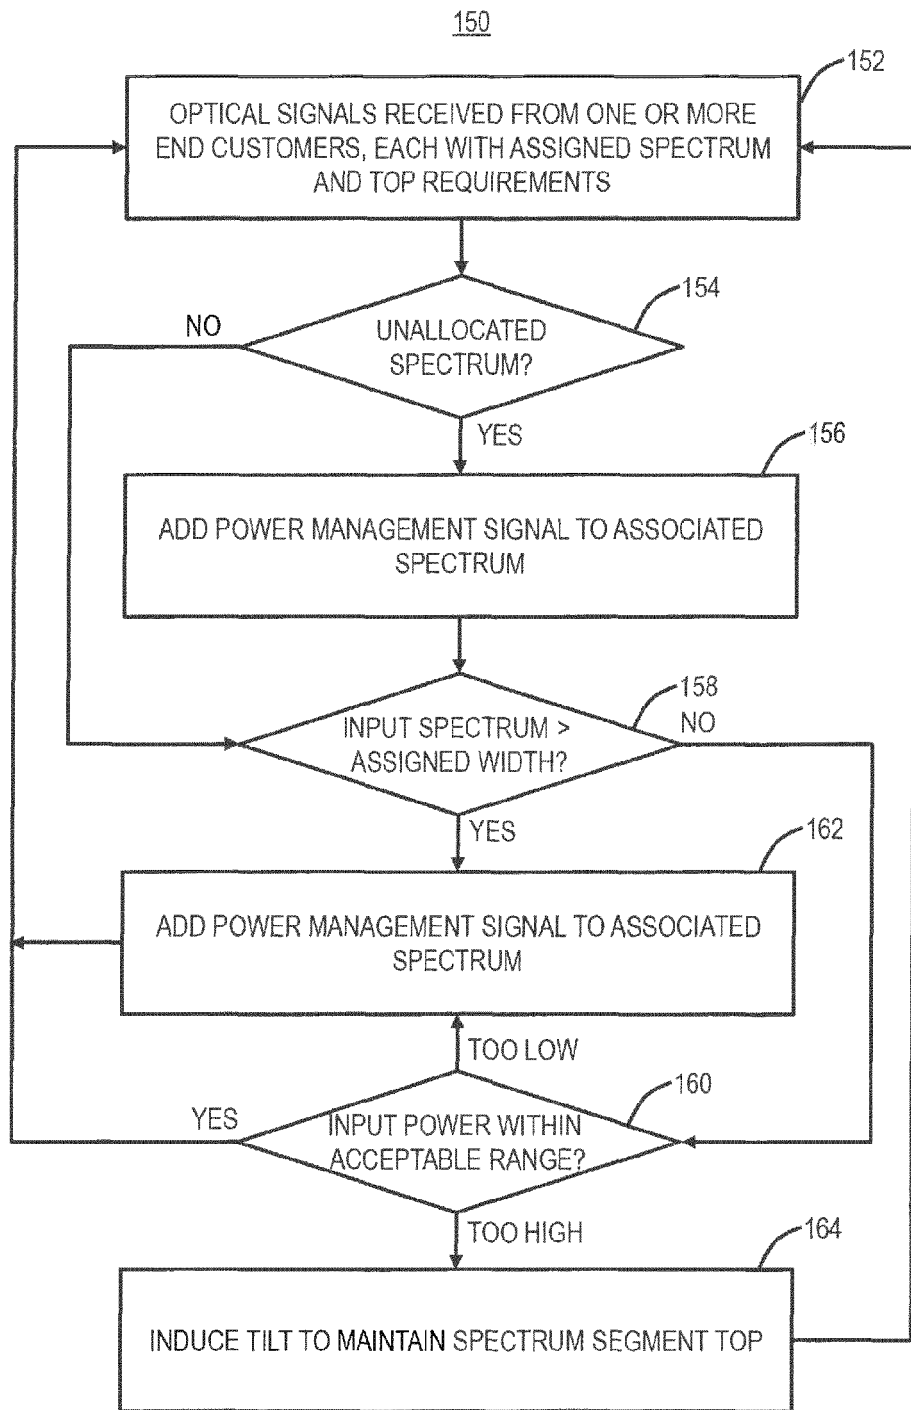 150
152
OPTICAL SIGNALS RECEIVED FROM ONE OR MORE
END CUSTOMERS, EACH WITH ASSIGNED SPECTRUM
AND TOP REQUIREMENTS
154
NO
UNALLOCATED
SPECTRUM?
YES
156
ADD POWER MANAGEMENT SIGNAL TO ASSOCIATED
SPECTRUM
158
INPUT SPECTRUM >
ASSIGNED WIDTH?
NO
YES
162
ADD POWER MANAGEMENT SIGNAL TO ASSOCIATED
SPECTRUM
TOO LOW
160
YES
INPUT POWER WITHIN
ACCEPTABLE RANGE?
TOO HIGH
164
INDUCE TILT TO MAINTAIN SPECTRUM SEGMENT TOP